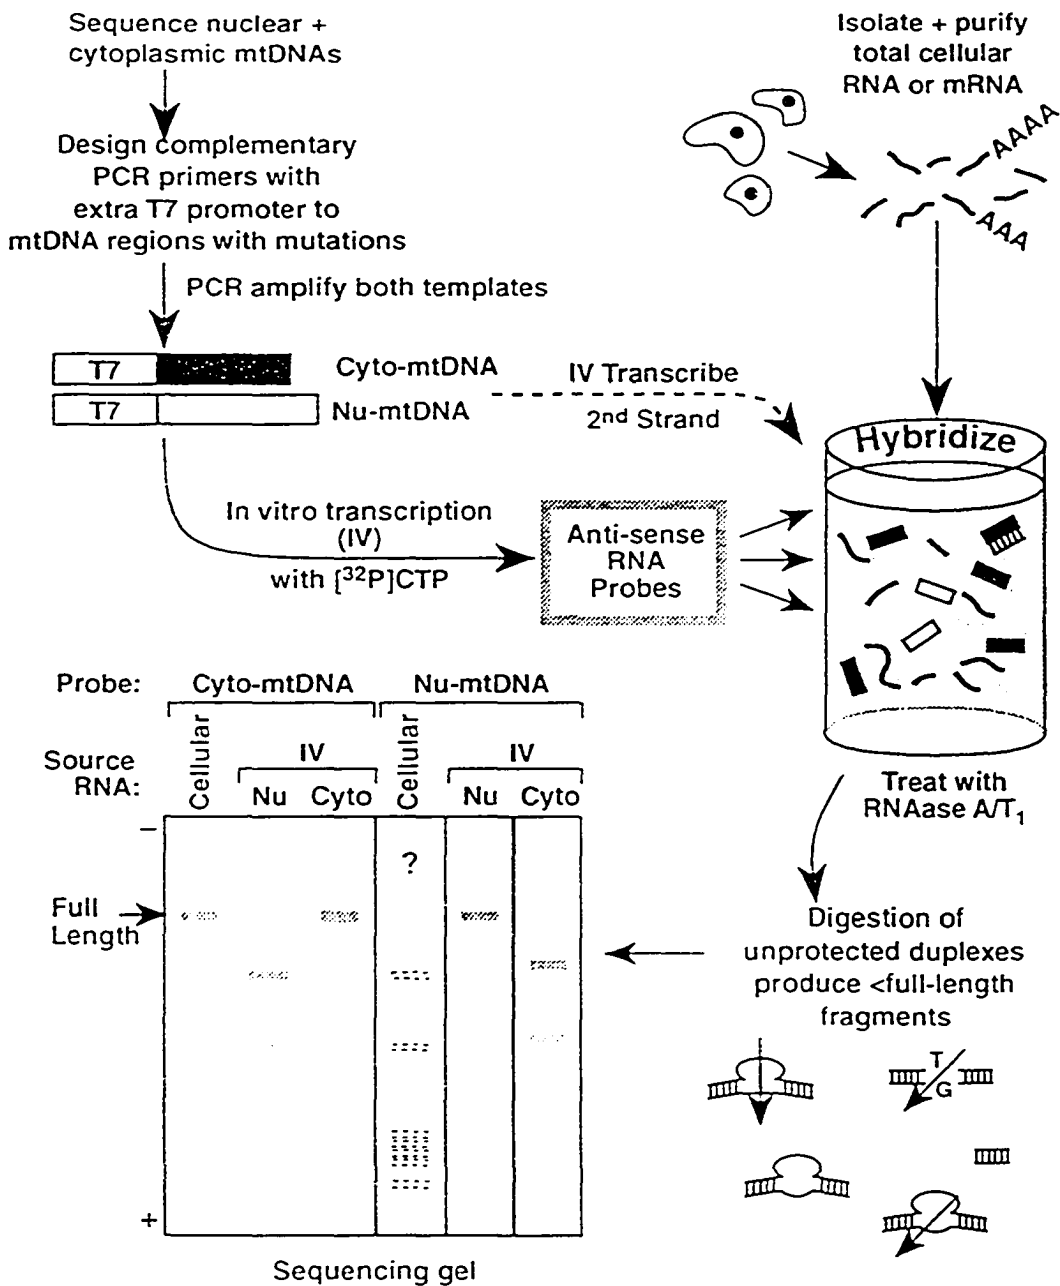 Sequence nuclear +
cytoplasmic mtDNAs
Design complementary
PCR primers with
extra T7 promoter to
mtDNA regions with mutations
PCR amplify both templates
T7
Cyto-mtDNA
T7
Nu-mtDNA
IV Transcribe
2nd Strand
In vitro transcription
(IV)
with [32P]CTP
Anti-sense
RNA
Probes
Isolate + purify
total cellular
RNA or mRNA
AAAA
AAA
Hybridize
Treat with
RNAase A/T1
Digestion of
unprotected duplexes
produce <full-length
fragments
T
G
Probe:
Cyto-mtDNA
Nu-mtDNA
Source
RNA:
Cellular
IV
Nu
Cyto
Cellular
IV
Nu
Cyto
−
?
Full
Length
+
Sequencing gel